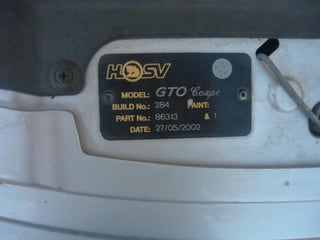 HSV
MODEL: GTO Coupe
BUILD No.: 284 PAINT:
PART No.: 86313 & 1
DATE: 27/05/2002